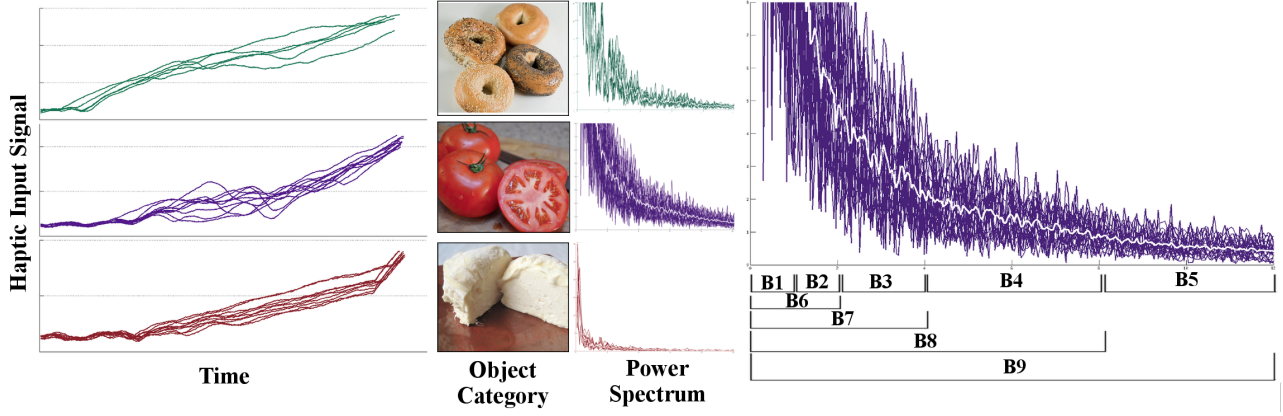 Haptic Input Signal
Time
Object
Category
Power
Spectrum
B1 B2 B3 B4 B5
B6
B7
B8
B9